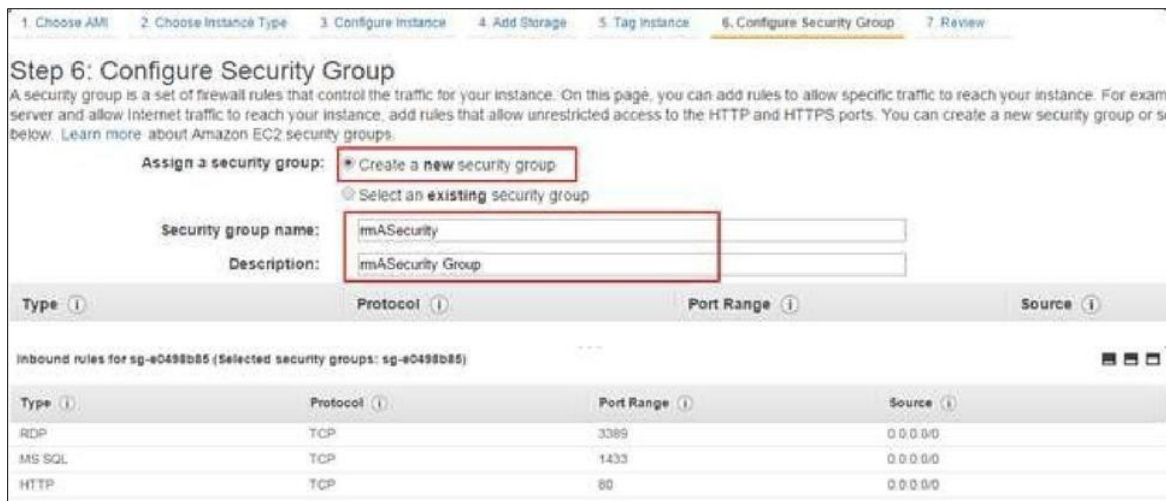 1. Choose AMI 2. Choose Instance Type 3. Configure Instance 4. Add Storage 5. Tag Instance 6. Configure Security Group 7. Review
Step 6: Configure Security Group
A security group is a set of firewall rules that control the traffic for your instance. On this page, you can add rules to allow specific traffic to reach your instance. For exam
server and allow Internet traffic to reach your instance, add rules that allow unrestricted access to the HTTP and HTTPS ports. You can create a new security group or se
below. Learn more about Amazon EC2 security groups.
Assign a security group: Create a new security group
Select an existing security group
Security group name: rmASecurity
Description: rmASecurity Group
Type Protocol Port Range Source
Inbound rules for sg-e0498b85 (Selected security groups: sg-e0498b85)
Type Protocol Port Range Source
RDP TCP 3389 0.0.0.0/0
MS SQL TCP 1433 0.0.0.0/0
HTTP TCP 80 0.0.0.0/0